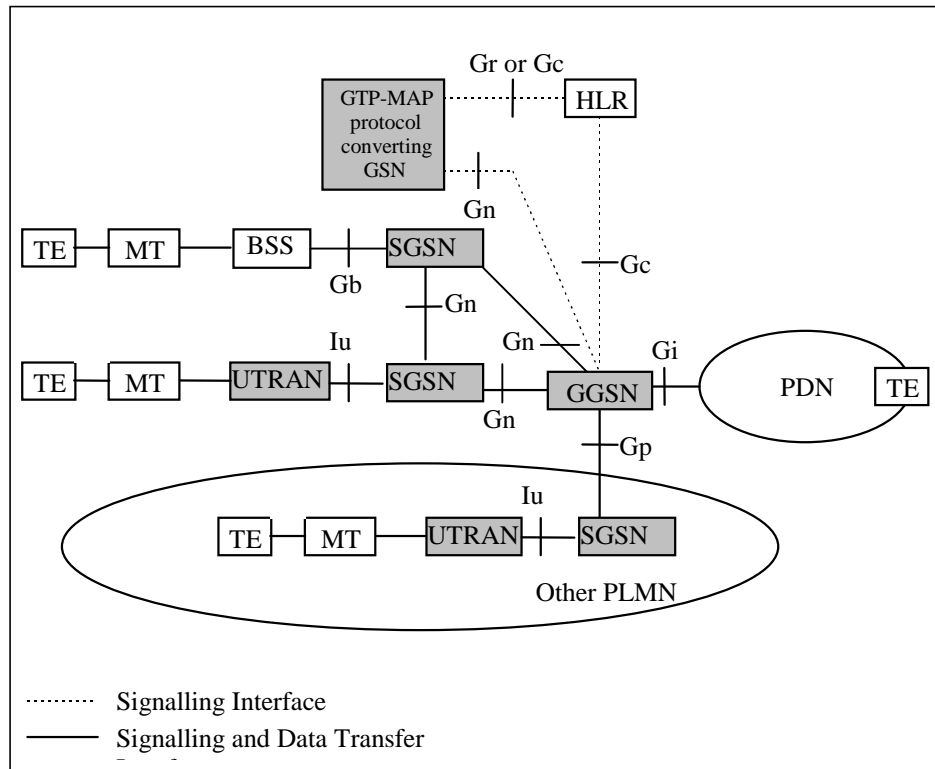 Gr or Gc
GTP-MAP
protocol
converting
GSN
HLR
Gn
TE
MT
BSS
Gb
SGSN
Gc
Gn
Gn
TE
MT
UTRAN
Iu
SGSN
Gn
GGSN
Gi
PDN
TE
Gp
TE
MT
UTRAN
Iu
SGSN
Other PLMN
Signalling Interface
Signalling and Data Transfer